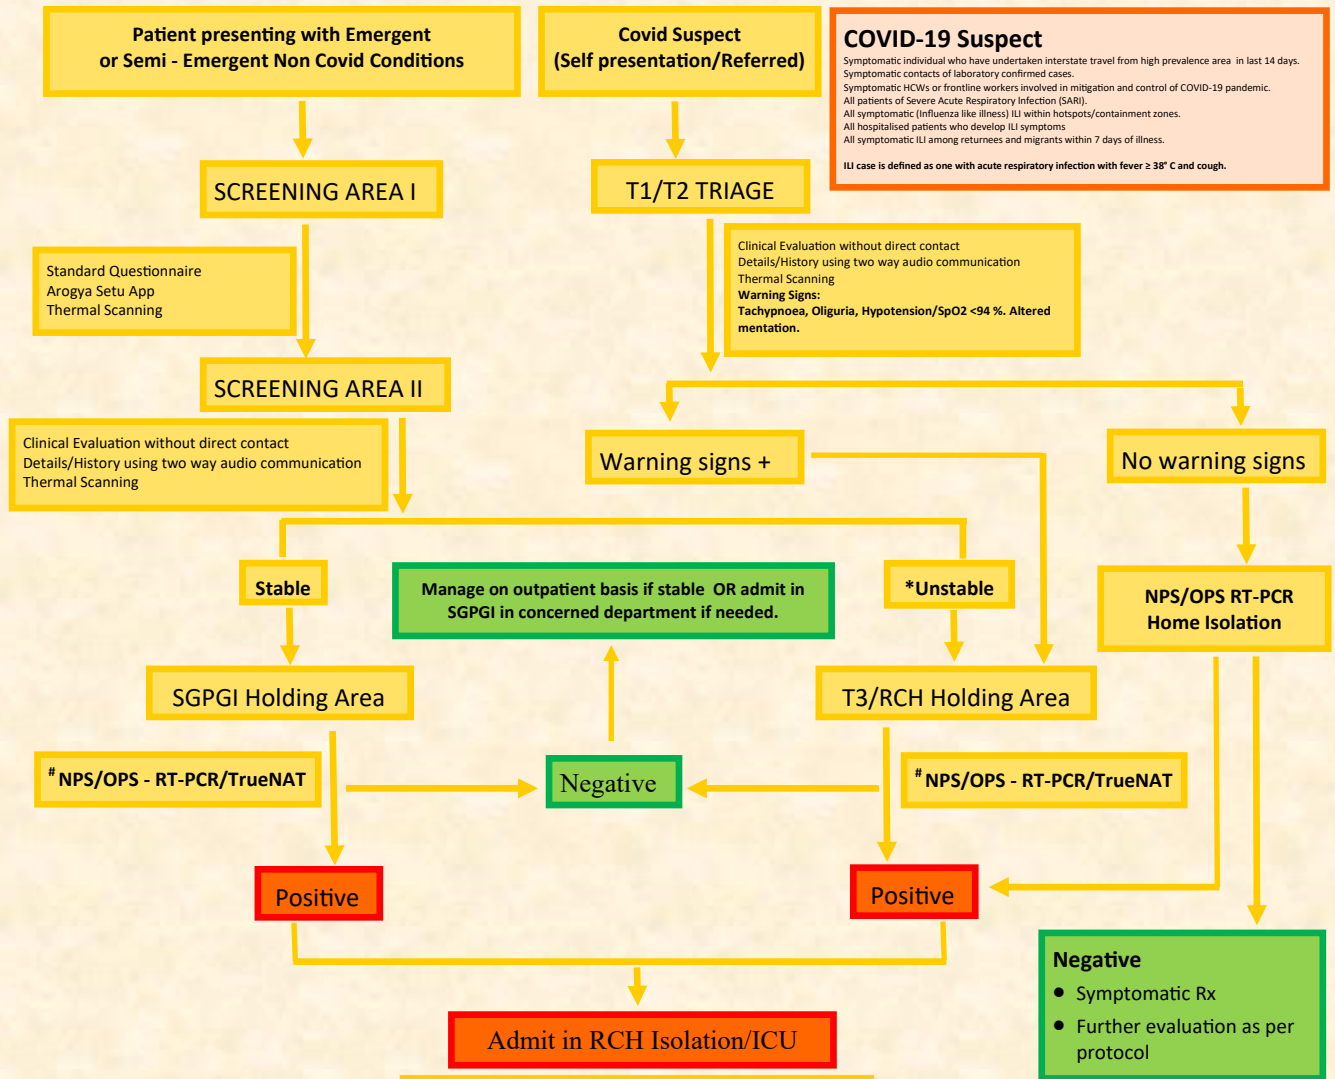 Patient presenting with Emergent
or Semi - Emergent Non Covid Conditions
Covid Suspect
(Self presentation/Referred)
COVID-19 Suspect
Symptomatic individual who have undertaken interstate travel from high prevalence area  in last 14 days.
Symptomatic contacts of laboratory confirmed cases.
Symptomatic HCWs or frontline workers involved in mitigation and control of COVID-19 pandemic.
All patients of Severe Acute Respiratory Infection (SARI).
All symptomatic (Influenza like illness) ILI within hotspots/containment zones.
All hospitalised patients who develop ILI symptoms
All symptomatic ILI among returnees and migrants within 7 days of illness.
ILI case is defined as one with acute respiratory infection with fever ≥ 38° C and cough.
SCREENING AREA I
T1/T2 TRIAGE
Standard Questionnaire
Arogya Setu App
Thermal Scanning
Clinical Evaluation without direct contact
Details/History using two way audio communication
Thermal Scanning
Warning Signs:
Tachypnoea, Oliguria, Hypotension/SpO2 <94 %. Altered
mentation.
SCREENING AREA II
Clinical Evaluation without direct contact
Details/History using two way audio communication
Thermal Scanning
Warning signs +
No warning signs
Stable
Manage on outpatient basis if stable  OR admit in
SGPGI in concerned department if needed.
*Unstable
NPS/OPS RT-PCR
Home Isolation
SGPGI Holding Area
T3/RCH Holding Area
# NPS/OPS - RT-PCR/TrueNAT
Negative
# NPS/OPS - RT-PCR/TrueNAT
Positive
Positive
Negative
● Symptomatic Rx
● Further evaluation as per
protocol
Admit in RCH Isolation/ICU